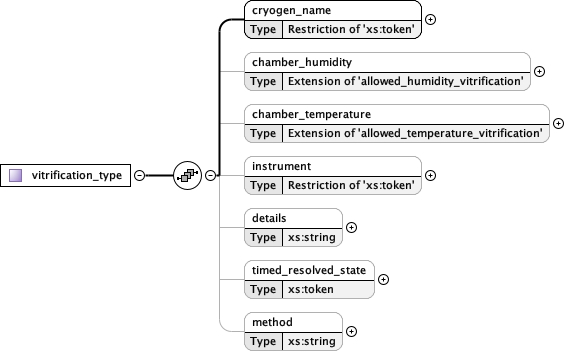 cryogen_name
Type Restriction of 'xs:token'
chamber_humidity
Type Extension of 'allowed_humidity_vitrification'
chamber_temperature
Type Extension of 'allowed_temperature_vitrification'
vitrification_type
instrument
Type Restriction of 'xs:token'
details
Type xs:string
timed_resolved_state
Type xs:token
method
Type xs:string